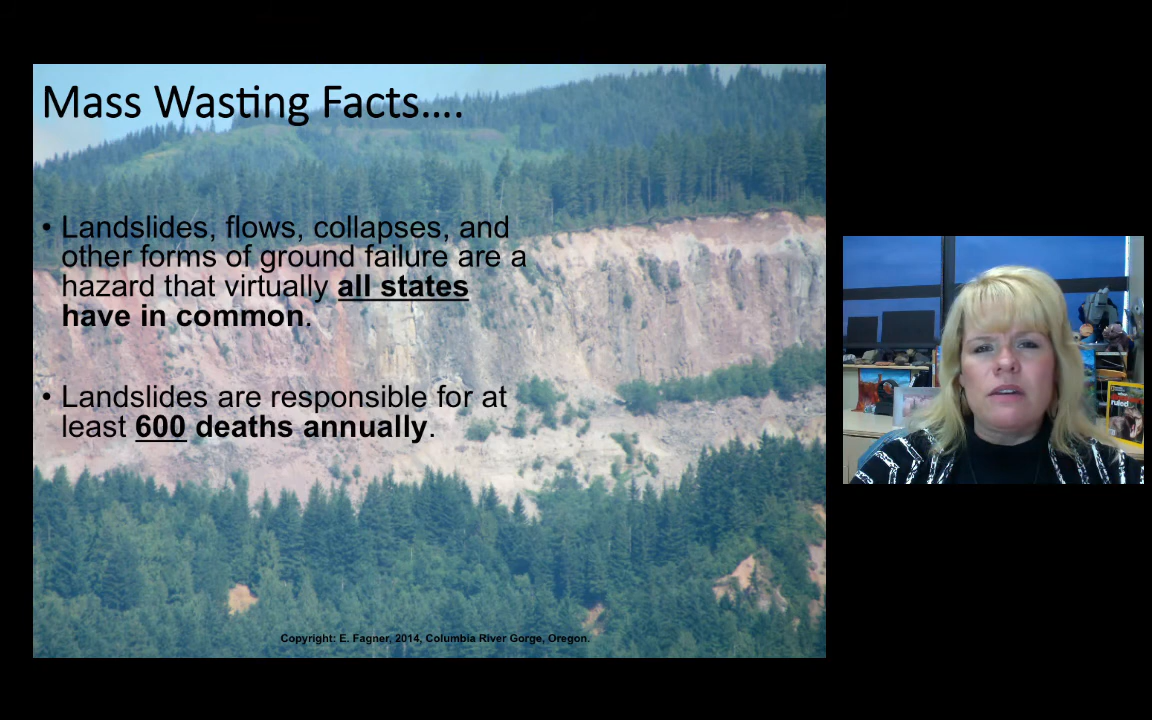 Mass Wasting Facts….
• Landslides, flows, collapses, and
other forms of ground failure are a
hazard that virtually all states
have in common.
• Landslides are responsible for at
least 600 deaths annually.
Copyright: E. Fagner, 2014, Columbia River Gorge, Oregon.